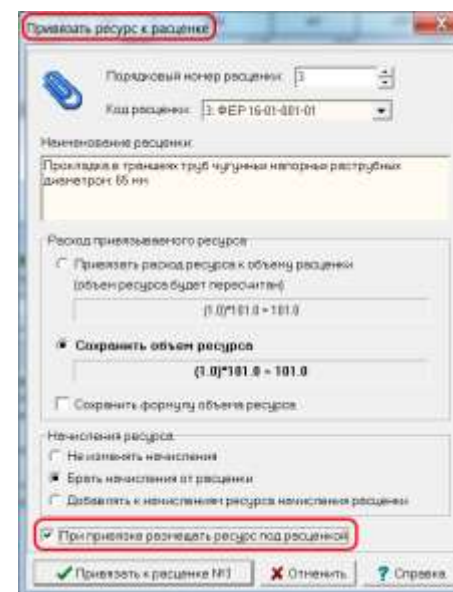 Привязать ресурс к расценке
Порядковый номер расценки: 3
Код расценки: 3: ФЕР 16-01-001-01
Наименование расценки:
Прокладка в траншеях труб чугунных напорных раструбных
диаметром: 65 мм
Расход привязываемого ресурса
Привязать расход ресурса к объему расценки
(объем ресурса будет пересчитан)
(1.0)*101.0 = 101.0
Сохранить объем ресурса
(1.0)*101.0 = 101.0
Сохранить формулу объема ресурса
Начисления ресурса
Не изменять начисления
Брать начисления от расценки
Добавлять к начислениям ресурса начисления расценки
При привязке размещать ресурс под расценкой
Привязать к расценке №3
Отменить
Справка